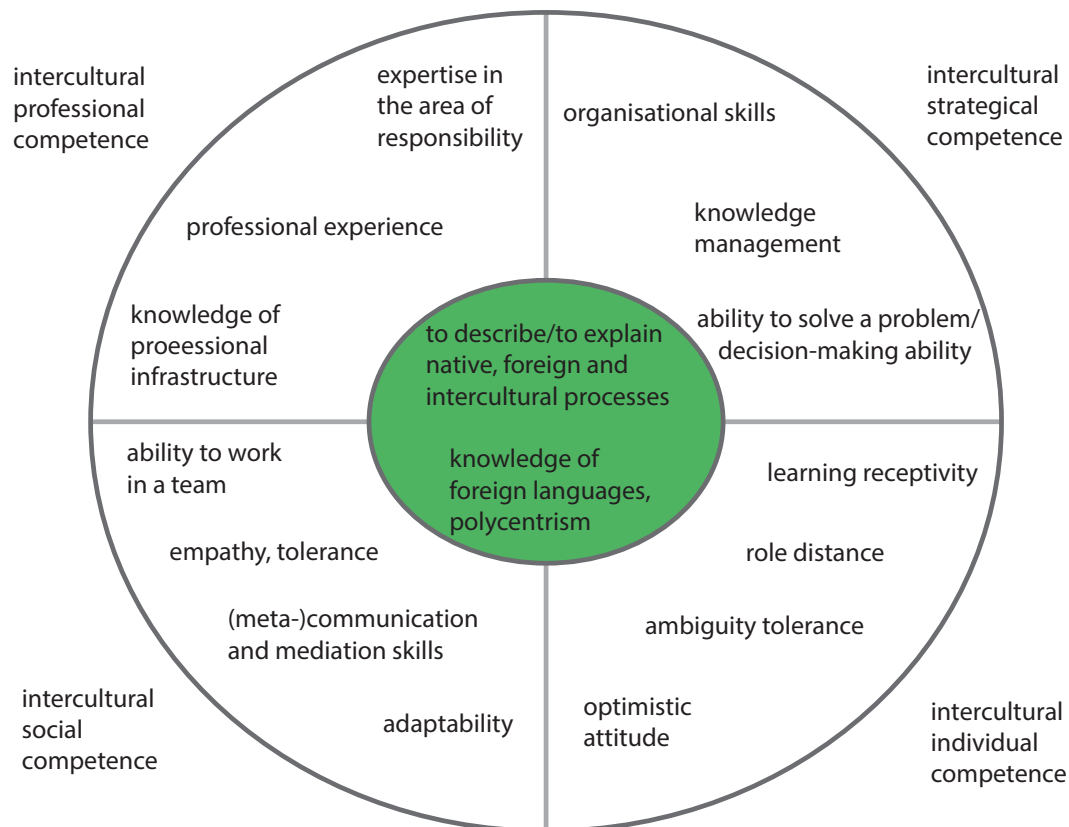 intercultural
professional
competence
expertise in
the area of
responsibility
professional experience
knowledge of
proeessional
infrastructure
organisational skills
knowledge
management
ability to solve a problem/
decision-making ability
intercultural
strategical
competence
to describe/to explain
native, foreign and
intercultural processes
knowledge of
foreign languages,
polycentrism
ability to work
in a team
empathy, tolerance
(meta-)communication
and mediation skills
adaptability
intercultural
social
competence
learning receptivity
role distance
ambiguity tolerance
optimistic
attitude
intercultural
individual
competence